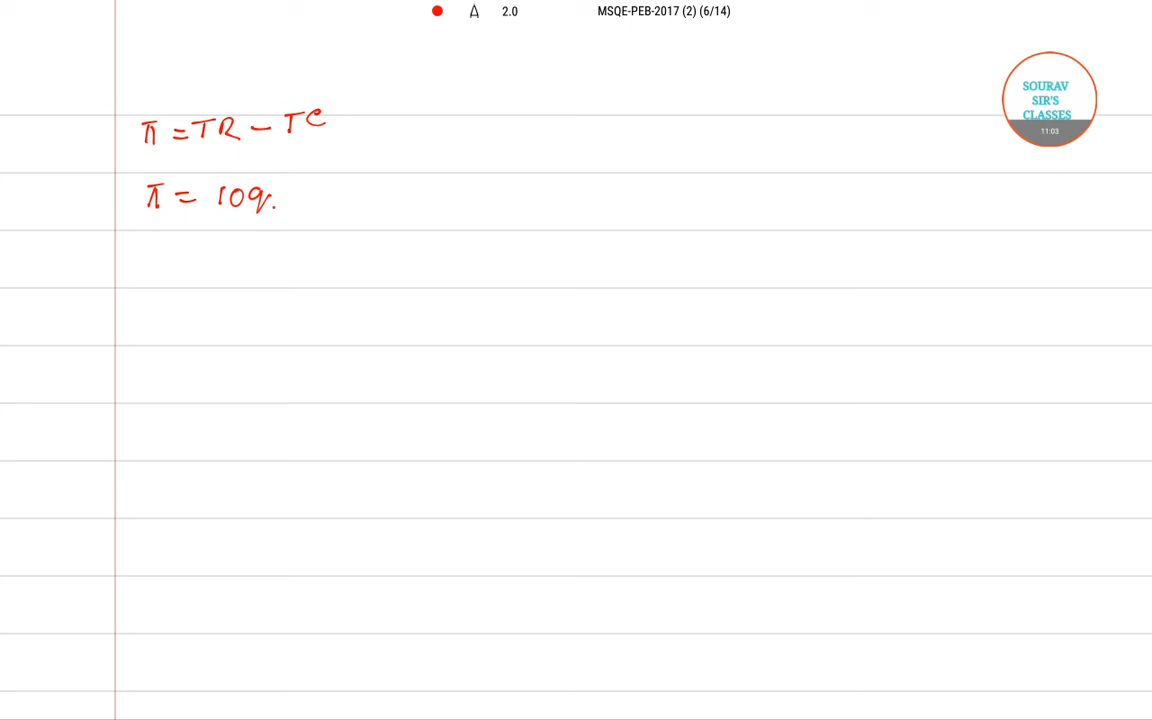 2.0 MSQE-PEB-2017 (2) (6/14)
SOURAV
SIR'S
CLASSES
11:03
π = TR - TC
π = 10q.